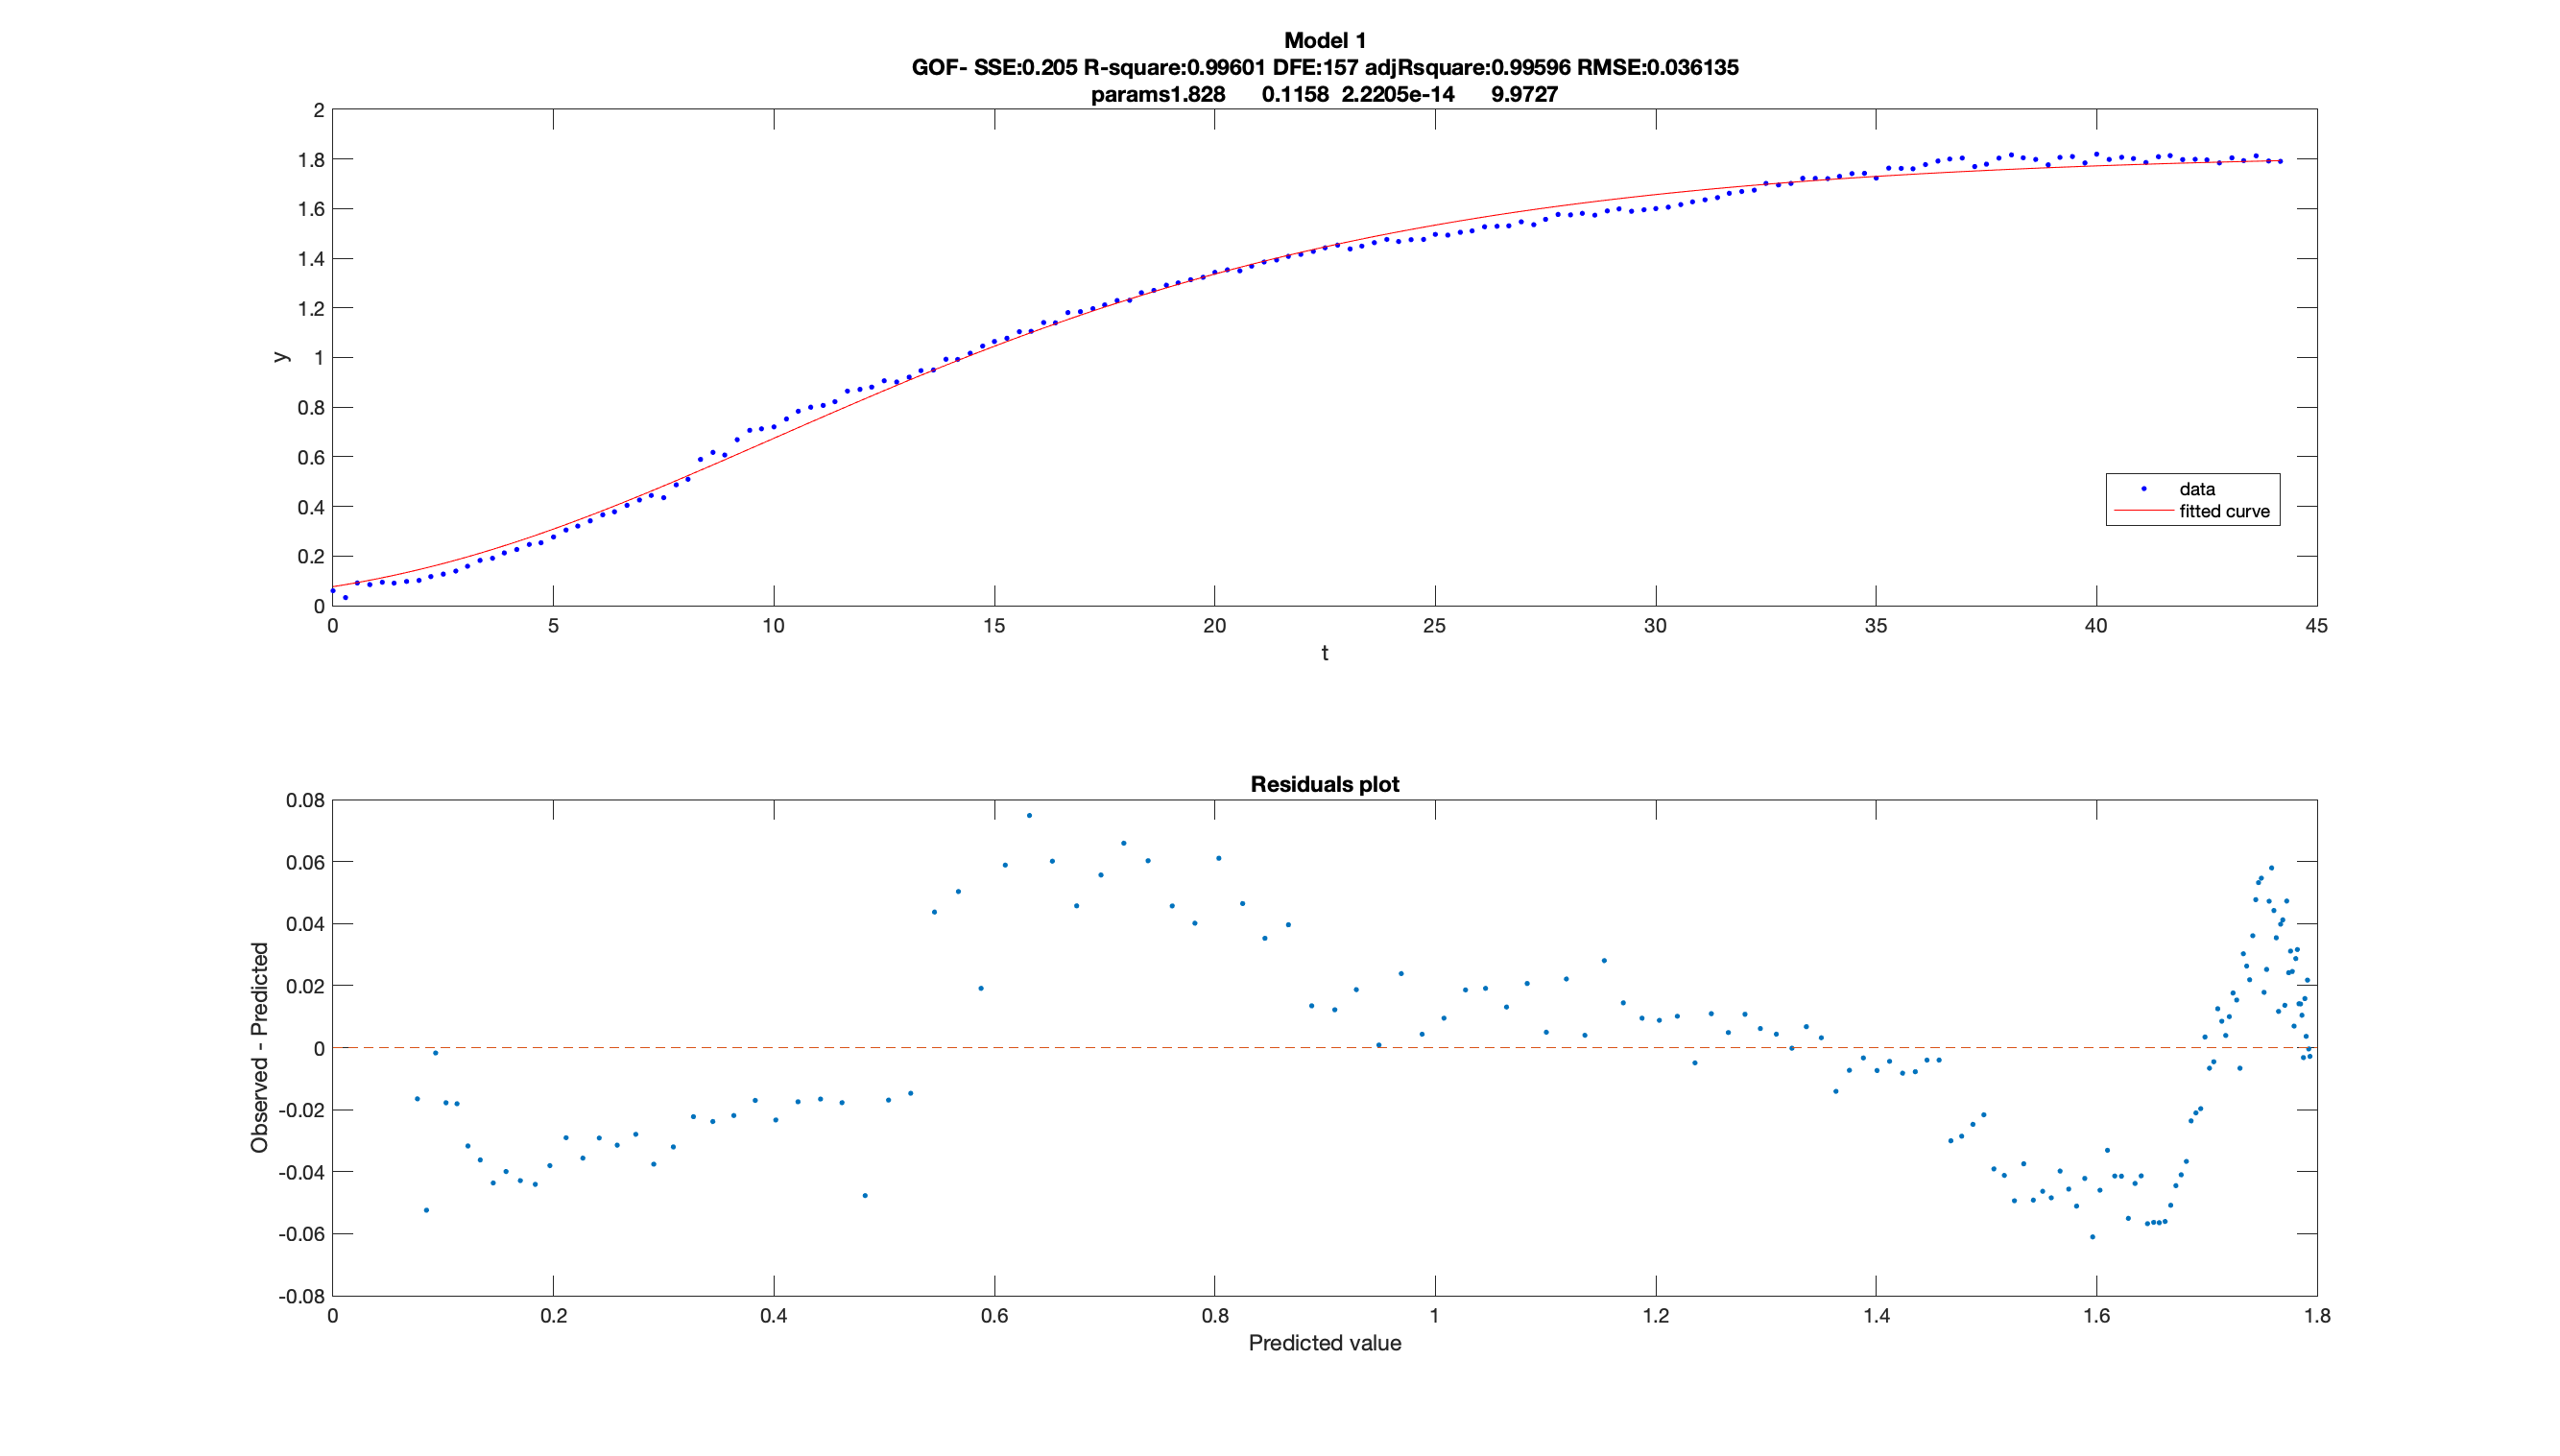 Model 1
GOF- SSE:0.205 R-square:0.99601 DFE:157 adjRsquare:0.99596 RMSE:0.036135
params1.828 0.1158 2.2205e-14 9.9727
2
1.8
1.6
1.4
1.2
1
0.8
0.6
0.4
0.2
0
y
data
fitted curve
0 5 10 15 20 25 30 35 40 45
t
Residuals plot
0.08
0.06
0.04
0.02
0
-0.02
-0.04
-0.06
-0.08
Observed - Predicted
0 0.2 0.4 0.6 0.8 1 1.2 1.4 1.6 1.8
Predicted value